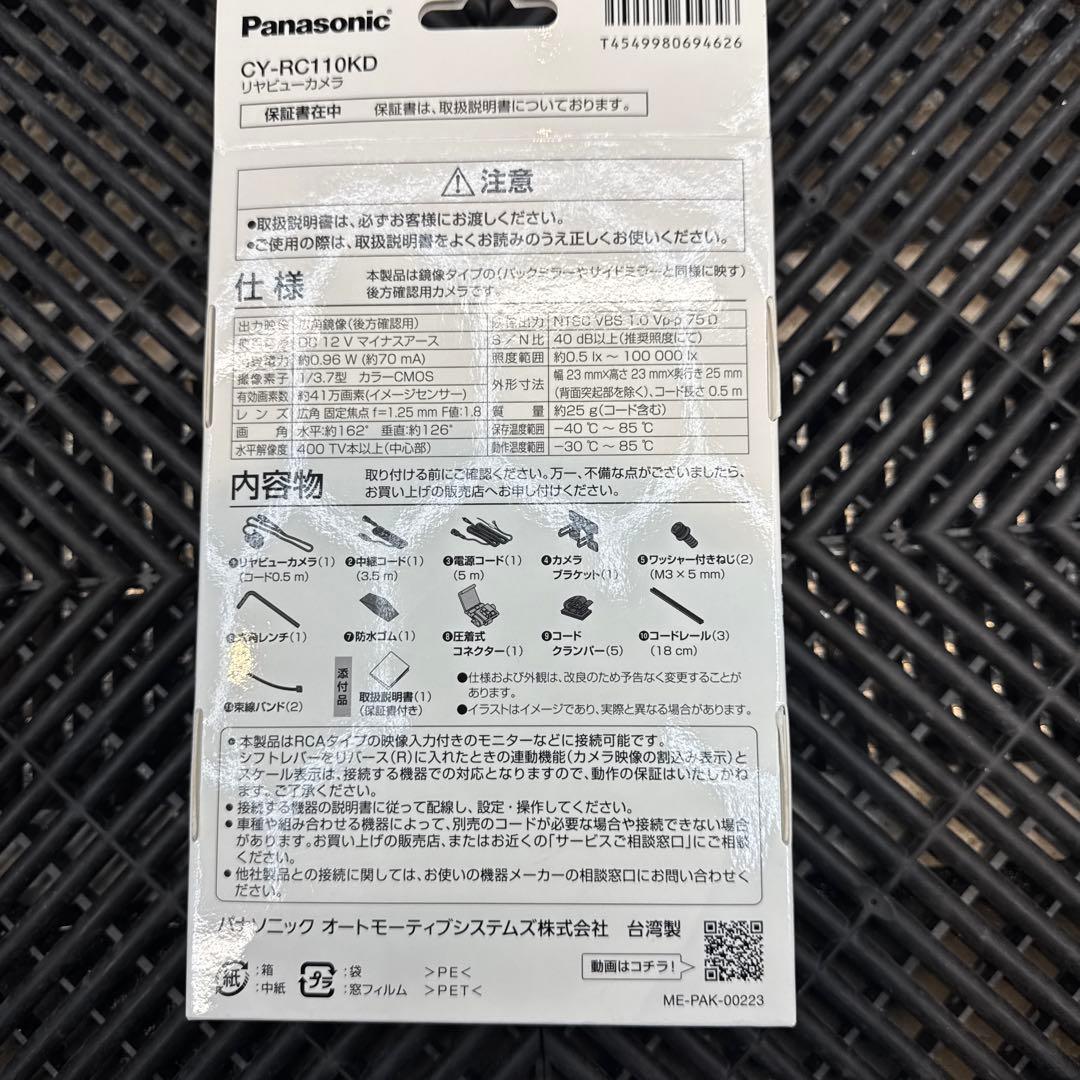 Panasonic
T4549980694626
CY-RC110KD
リヤビューカメラ
保証書在中 保証書は、取扱説明書についております。
注意
●取扱説明書は、必ずお客様にお渡しください。
●ご使用の際は、取扱説明書をよくお読みのうえ正しくお使いください。
仕様
本製品は鏡像タイプの(バックミラーやサイドミラーと同様に映す)
後方確認用カメラです。
出力映像 広角鏡像(後方確認用)
DC 12 V マイナスアース
消費電力 約0.96 W (約70 mA)
撮像素子 1/3.7型 カラーCMOS
有効画素数 約41万画素(イメージセンサー)
レンズ 広角 固定焦点 f=1.25 mm F値:1.8
画角 水平:約162° 垂直:約126°
水平解像度 400 TV本以上(中心部)
映像出力 NTSC VBS 1.0 Vp-p 75 Ω
S/N比 40 dB以上(推奨照度にて)
照度範囲 約0.5 lx ～ 100 000 lx
外形寸法 幅 23 mm×高さ 23 mm×奥行き 25 mm
(背面突起部を除く)、コード長さ 0.5 m
質量 約25 g(コード含む)
保存温度範囲 −40 ℃ ～ 85 ℃
動作温度範囲 −30 ℃ ～ 85 ℃
内容物
取り付ける前にご確認ください。万一、不備な点がございましたら、
お買い上げの販売店へお申し付けください。
❶リヤビューカメラ(1)
(コード0.5 m)
❷中継コード(1)
(3.5 m)
❸電源コード(1)
(5 m)
❹カメラ
ブラケット(1)
❺ワッシャー付きねじ(2)
(M3×5 mm)
❻六角レンチ(1)
❼防水ゴム(1)
❽圧着式
コネクター(1)
❾コード
クランパー(5)
❿コードレール(3)
(18 cm)
⓫束線バンド(2)
添付品
取扱説明書(1)
(保証書付き)
●仕様および外観は、改良のため予告なく変更することが
あります。
●イラストはイメージであり、実際と異なる場合があります。
● 本製品はRCAタイプの映像入力付きのモニターなどに接続可能です。
シフトレバーをリバース(R)に入れたときの連動機能(カメラ映像の割込み表示)と
スケール表示は、接続する機器での対応となりますので、動作の保証はいたしかね
ます。ご了承ください。
● 接続する機器の説明書に従って配線し、設定・操作してください。
● 車種や組み合わせる機器によって、別売のコードが必要な場合や接続できない場合
があります。お買い上げの販売店、またはお近くの「サービスご相談窓口」にご相談
ください。
● 他社製品との接続に関しては、お使いの機器メーカーの相談窓口にお問い合わせく
ださい。
パナソニック オートモーティブシステムズ株式会社 台湾製
紙 :箱
:中紙
プラ :袋 >PE<
:窓フィルム >PET<
動画はコチラ!
ME-PAK-00223